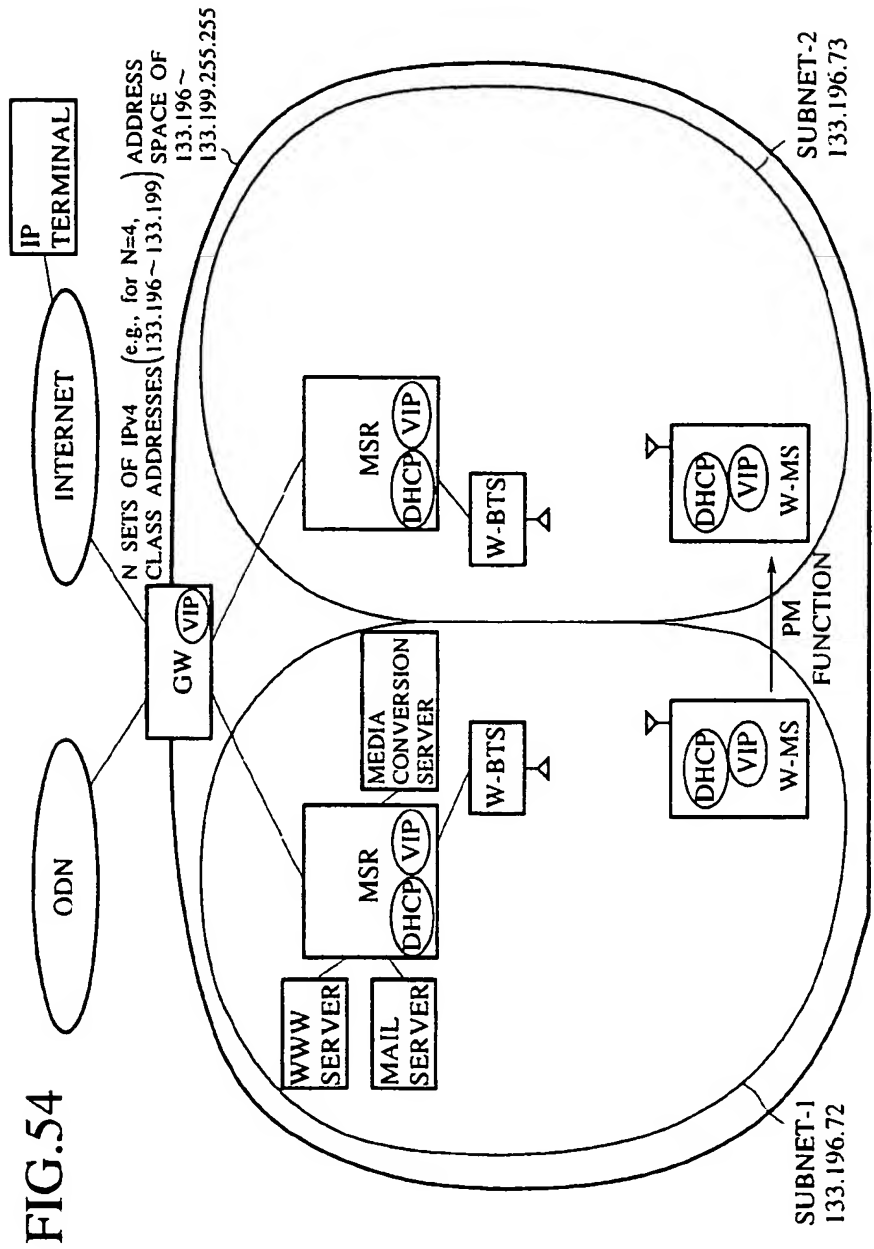 FIG.54
ODN
INTERNET
IP
TERMINAL
GW
VIP
N SETS OF IPv4
CLASS ADDRESSES
(e.g., for N=4,
133.196~133.199)
ADDRESS
SPACE OF
133.196~
133.199.255.255
WWW
SERVER
MAIL
SERVER
MSR
DHCP
VIP
MEDIA
CONVERSION
SERVER
W-BTS
MSR
DHCP
VIP
W-BTS
DHCP
VIP
W-MS
PM
FUNCTION
DHCP
VIP
W-MS
SUBNET-1
133.196.72
SUBNET-2
133.196.73